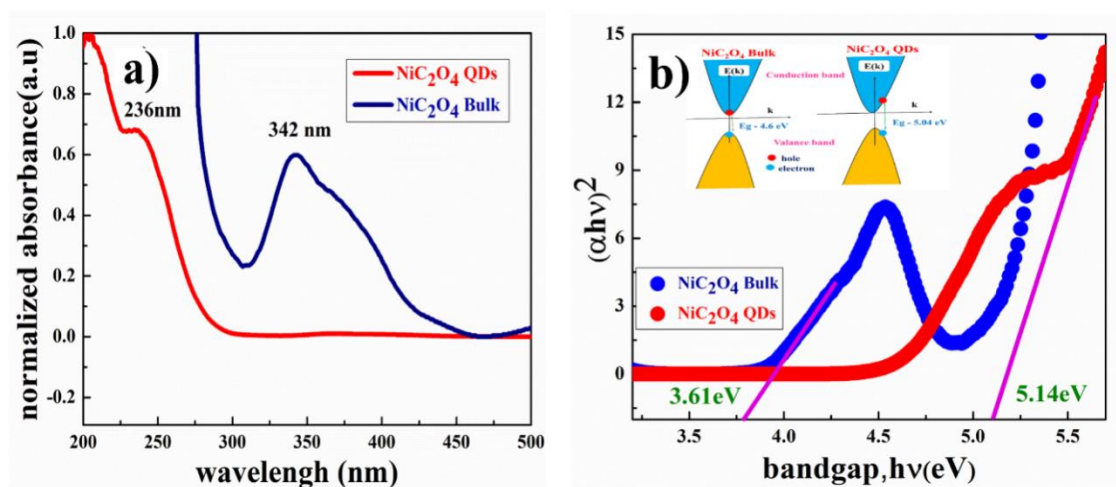 a)
normalized absorbance(a.u)
1.0
0.8
0.6
0.4
0.2
0.0
-0.2
236nm
342 nm
NiC₂O₄ QDs
NiC₂O₄ Bulk
200 250 300 350 400 450 500
wavelengh (nm)
b)
(αhν)²
15
12
9
6
3
0
NiC₂O₄ Bulk
NiC₂O₄ QDs
E(k)
Conduction band
E(k)
k
k
Eg - 4.6 eV
Eg - 5.04 eV
Valance band
hole
electron
NiC₂O₄ Bulk
NiC₂O₄ QDs
3.61eV
5.14eV
3.5 4.0 4.5 5.0 5.5
bandgap,hν(eV)